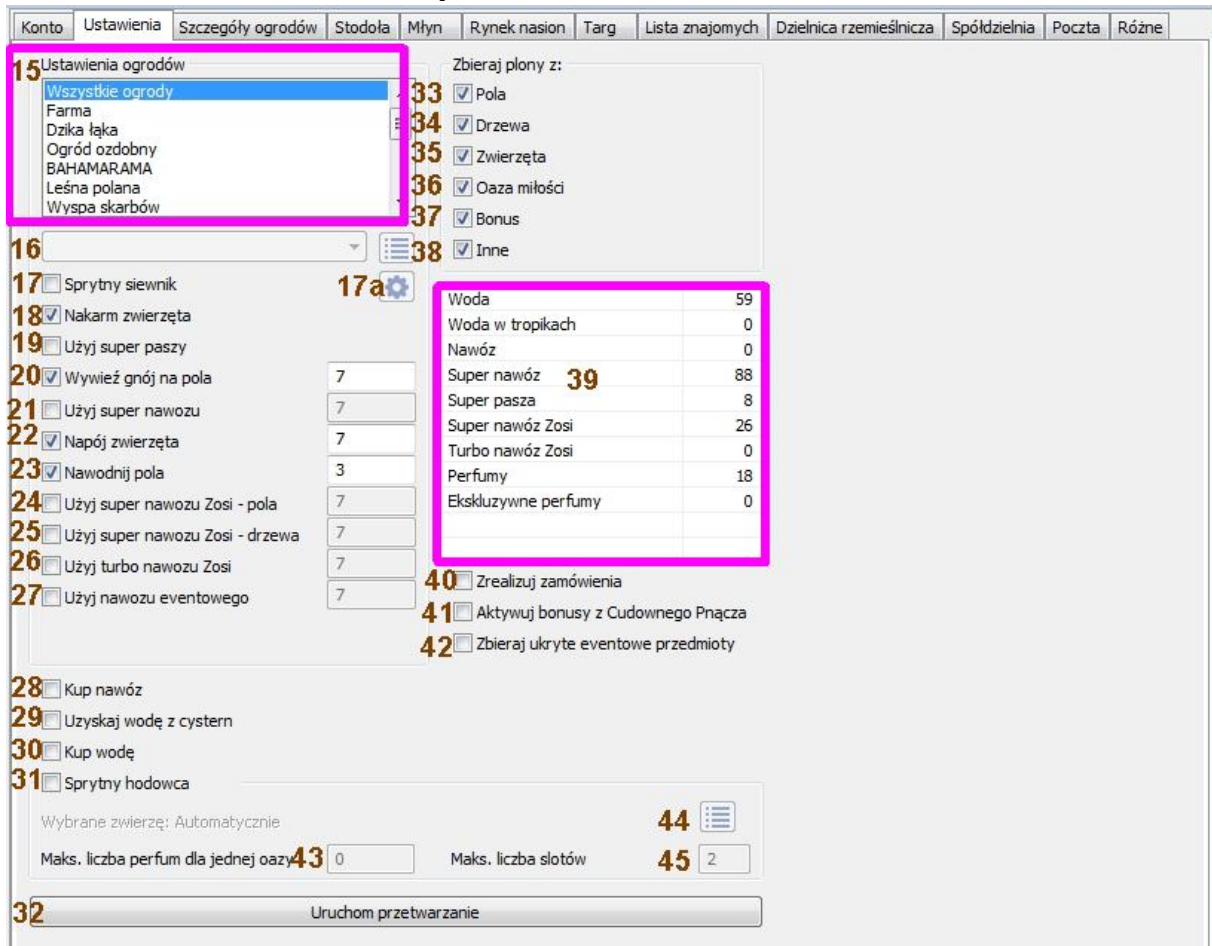 Konto Ustawienia Szczegóły ogrodów Stodoła Młyn Rynek nasion Targ Lista znajomych Dzielnica rzemieślnicza Spółdzielnia Poczta Różne
15 Ustawienia ogrodów
Wszystkie ogrody
Farma
Dzika łąka
Ogród ozdobny
BAHAMARAMA
Leśna polana
Wyspa skarbów
16
17 Sprytny siewnik 17a
18 Nakarm zwierzęta
19 Użyj super paszy
20 Wywieź gnój na pola 7
21 Użyj super nawozu 7
22 Napój zwierzęta 7
23 Nawodnij pola 3
24 Użyj super nawozu Zosi - pola 7
25 Użyj super nawozu Zosi - drzewa 7
26 Użyj turbo nawozu Zosi 7
27 Użyj nawozu eventowego 7
Zbieraj plony z:
33 Pola
34 Drzewa
35 Zwierzęta
36 Oaza miłości
37 Bonus
38 Inne
Woda 59
Woda w tropikach 0
Nawóz 0
Super nawóz 39 88
Super pasza 8
Super nawóz Zosi 26
Turbo nawóz Zosi 0
Perfumy 18
Ekskluzywne perfumy 0
40 Zrealizuj zamówienia
41 Aktywuj bonusy z Cudownego Pnącza
42 Zbieraj ukryte eventowe przedmioty
28 Kup nawóz
29 Uzyskaj wodę z cystern
30 Kup wodę
31 Sprytny hodowca
Wybrane zwierzę: Automatycznie 44
Maks. liczba perfum dla jednej oazy 43 0 Maks. liczba slotów 45 2
32 Uruchom przetwarzanie